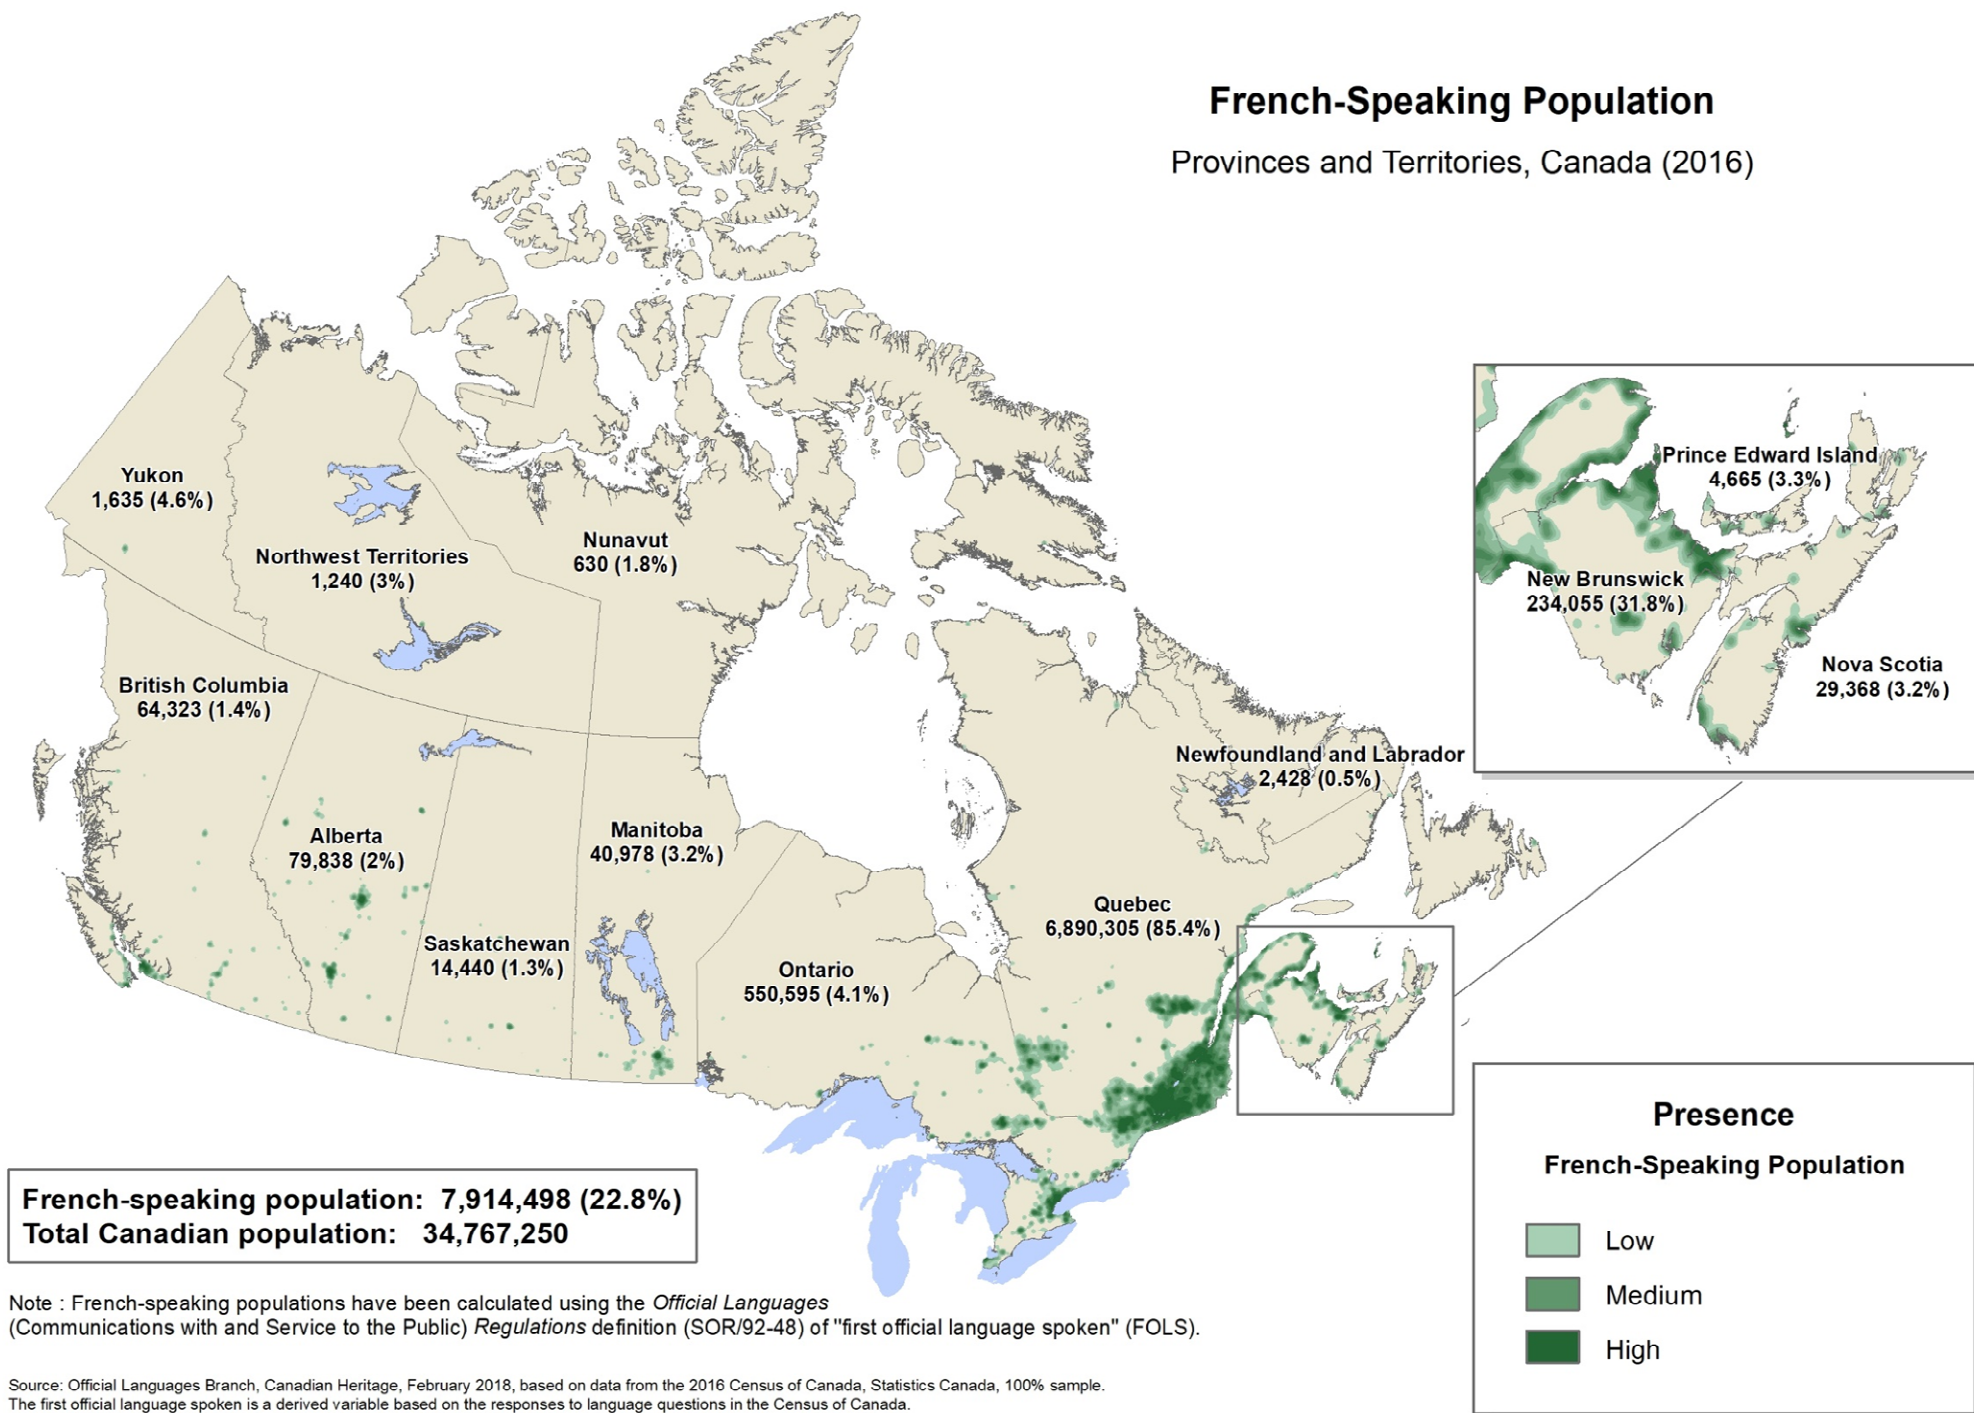 French-Speaking Population
Provinces and Territories, Canada (2016)
Yukon
1,635 (4.6%)
Northwest Territories
1,240 (3%)
Nunavut
630 (1.8%)
Prince Edward Island
4,665 (3.3%)
New Brunswick
234,055 (31.8%)
Nova Scotia
29,368 (3.2%)
British Columbia
64,323 (1.4%)
Newfoundland and Labrador
2,428 (0.5%)
Alberta
79,838 (2%)
Manitoba
40,978 (3.2%)
Quebec
6,890,305 (85.4%)
Saskatchewan
14,440 (1.3%)
Ontario
550,595 (4.1%)
Presence
French-Speaking Population
Low
Medium
High
French-speaking population: 7,914,498 (22.8%)
Total Canadian population: 34,767,250
Note : French-speaking populations have been calculated using the Official Languages
(Communications with and Service to the Public) Regulations definition (SOR/92-48) of "first official language spoken" (FOLS).
Source: Official Languages Branch, Canadian Heritage, February 2018, based on data from the 2016 Census of Canada, Statistics Canada, 100% sample.
The first official language spoken is a derived variable based on the responses to language questions in the Census of Canada.